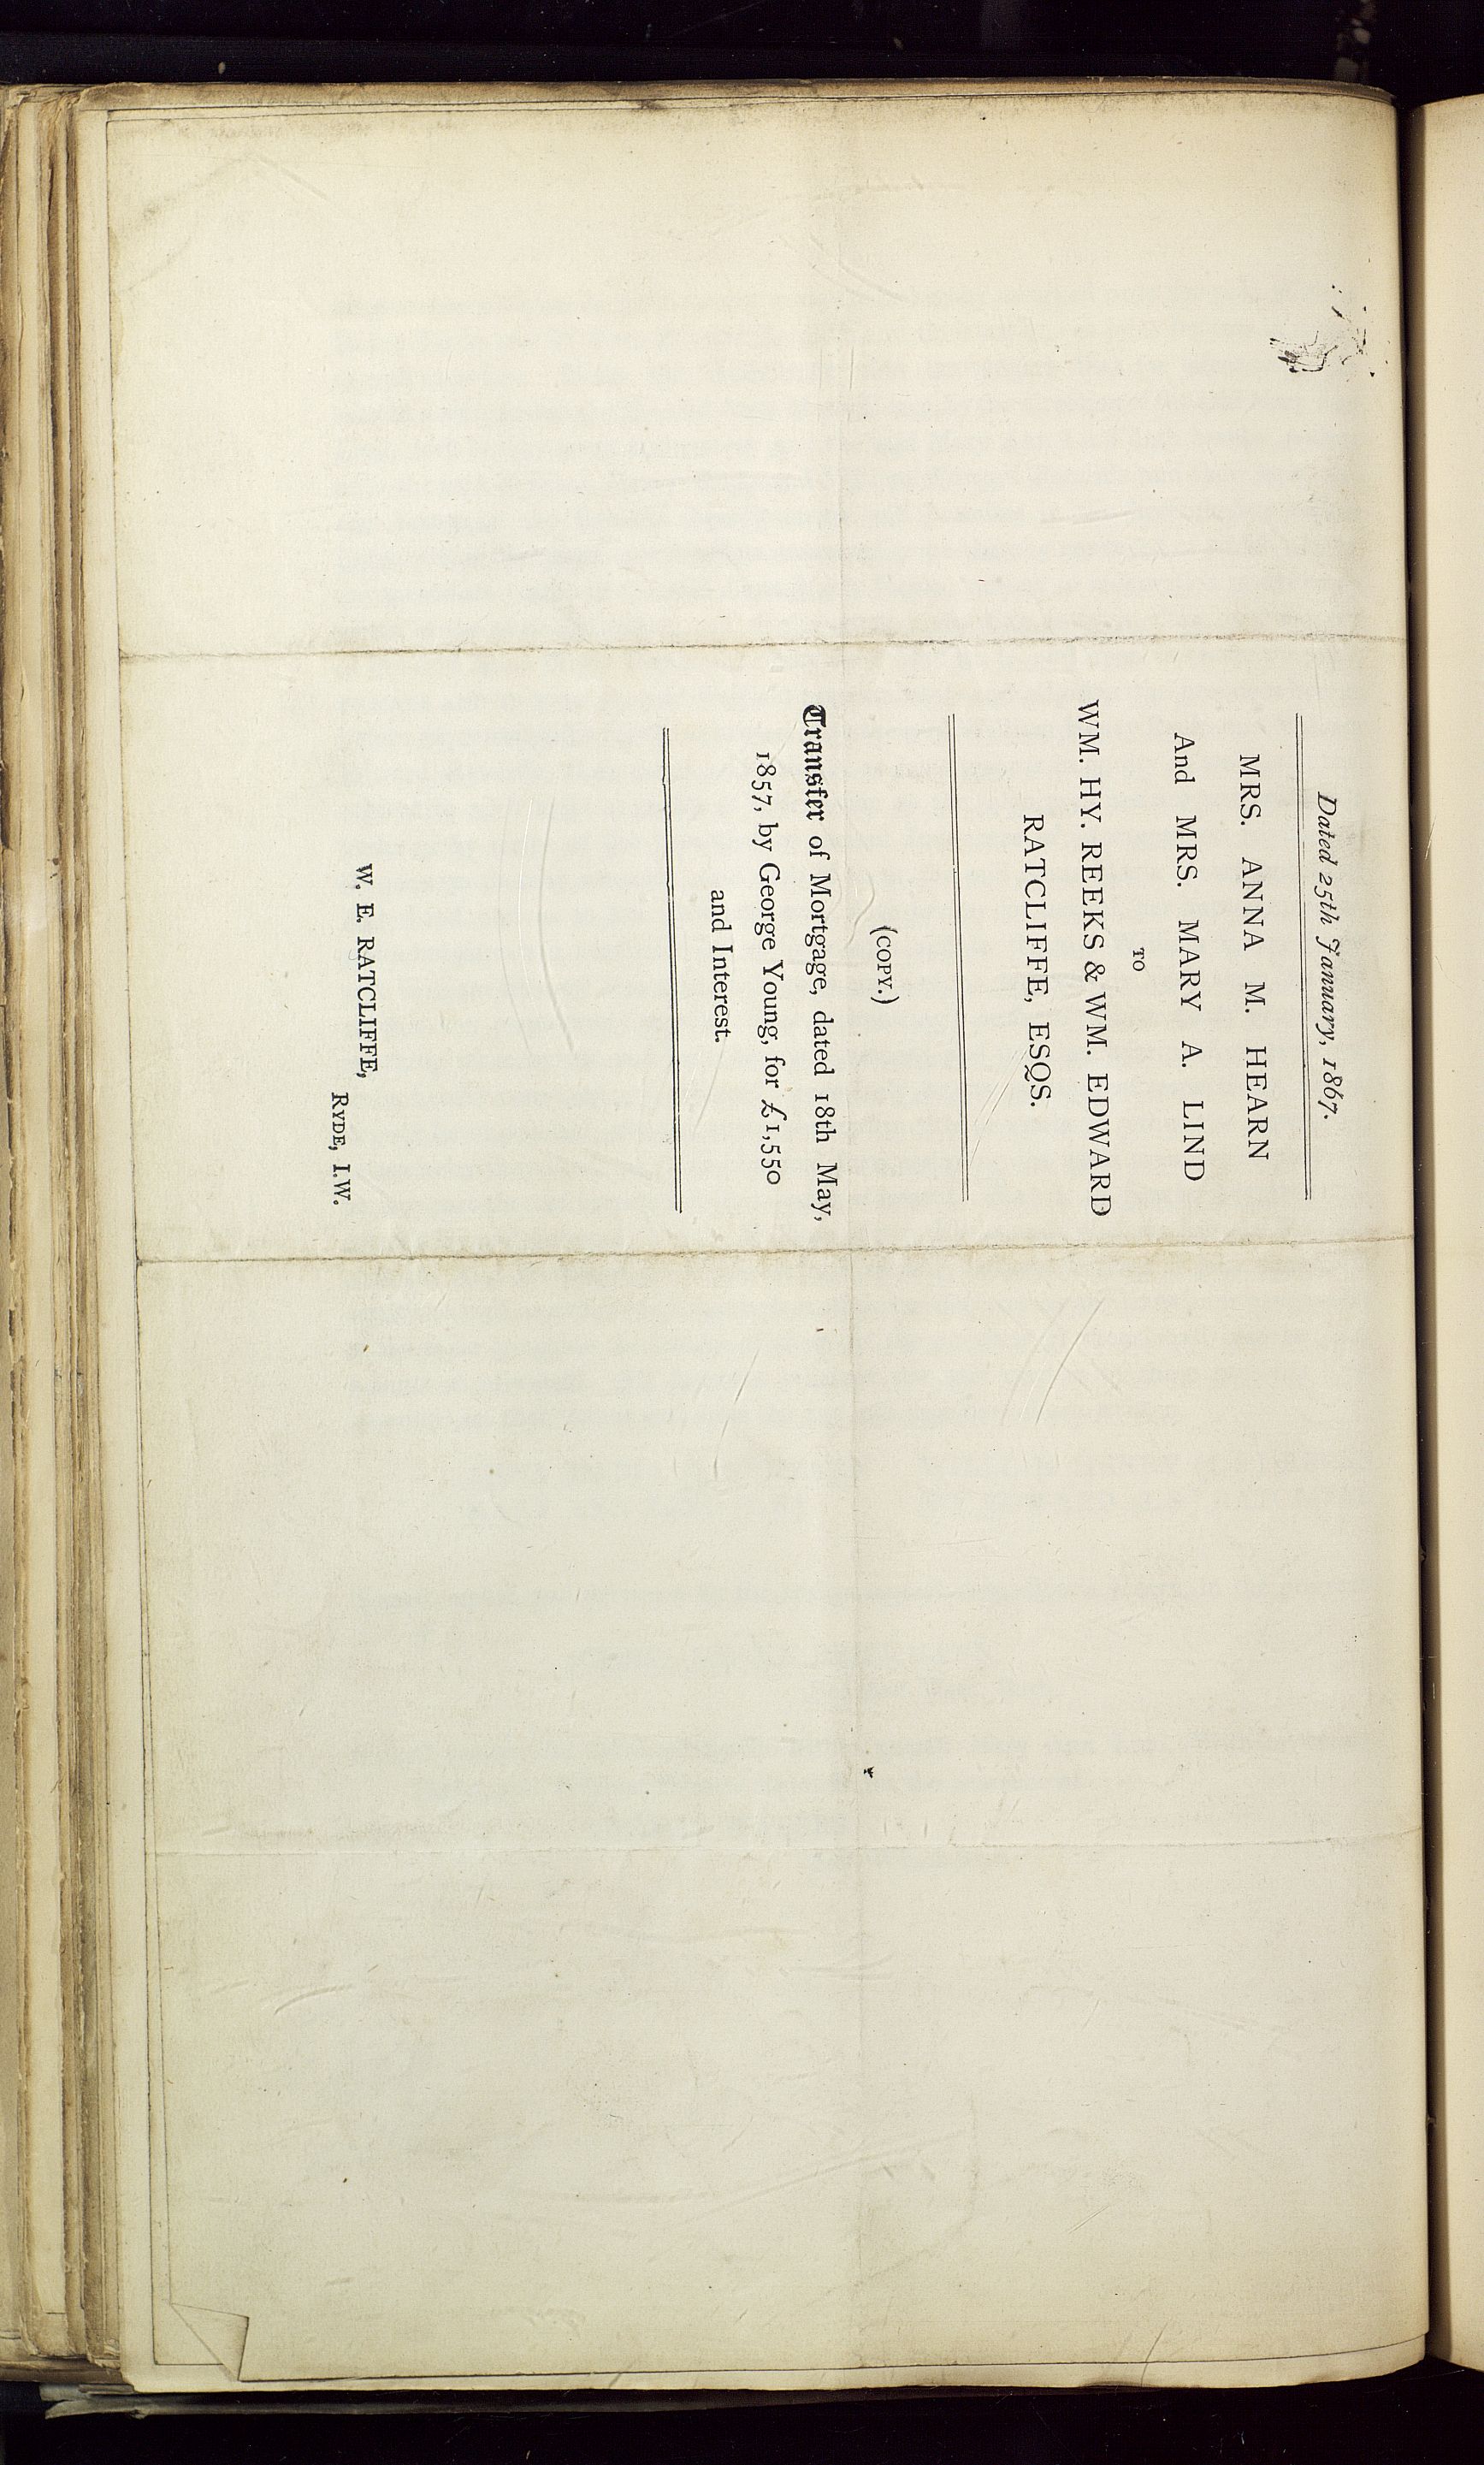 Dated 25th January, 1867.
MRS. ANNA M. HEARN
And MRS. MARY A. LIND
TO
WM. HY. REEKS & WM. EDWARD
RATCLIFFE, ESQS.
(COPY.)
Transfer of Mortgage, dated 18th May,
1857, by George Young, for £1,550
and Interest.
W. E. RATCLIFFE,
RYDE, I.W.